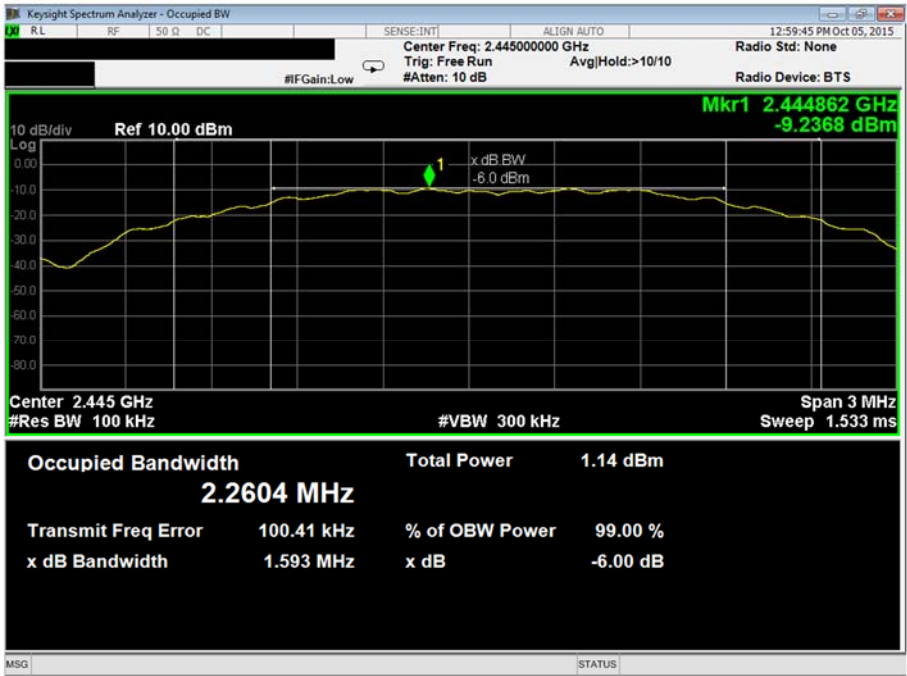 Keysight Spectrum Analyzer - Occupied BW
RL RF 50 Ω DC SENSE:INT ALIGN AUTO 12:59:45 PM Oct 05, 2015
Center Freq: 2.445000000 GHz Radio Std: None
Trig: Free Run Avg|Hold:>10/10
#IFGain:Low #Atten: 10 dB Radio Device: BTS
Mkr1 2.444862 GHz
10 dB/div Ref 10.00 dBm -9.2368 dBm
Log
0.00
1 x dB BW
-6.0 dBm
-10.0
-20.0
-30.0
-40.0
-50.0
-60.0
-70.0
-80.0
Center 2.445 GHz Span 3 MHz
#Res BW 100 kHz #VBW 300 kHz Sweep 1.533 ms
Occupied Bandwidth Total Power 1.14 dBm
2.2604 MHz
Transmit Freq Error 100.41 kHz % of OBW Power 99.00 %
x dB Bandwidth 1.593 MHz x dB -6.00 dB
MSG STATUS